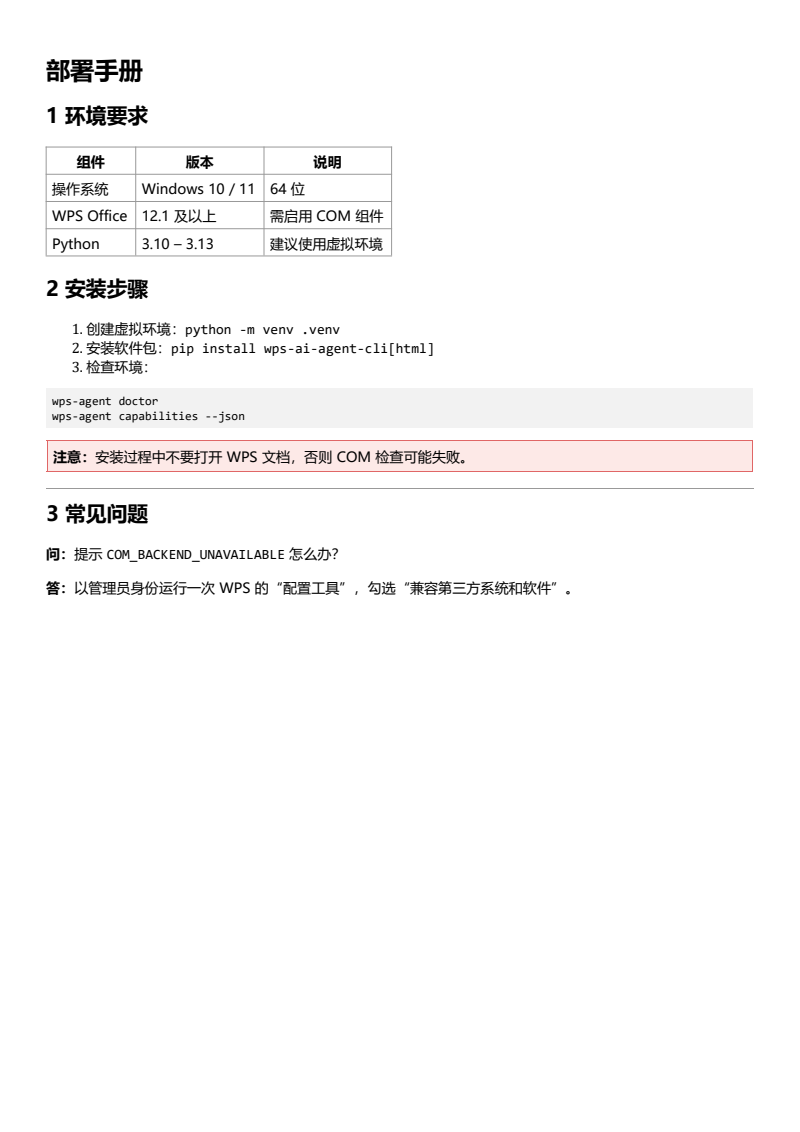 部署手册
1 环境要求
组件 版本 说明
操作系统 Windows 10 / 11 64 位
WPS Office 12.1 及以上 需启用 COM 组件
Python 3.10 – 3.13 建议使用虚拟环境
2 安装步骤
1. 创建虚拟环境：python -m venv .venv
2. 安装软件包：pip install wps-ai-agent-cli[html]
3. 检查环境：
wps-agent doctor
wps-agent capabilities --json
注意：安装过程中不要打开 WPS 文档，否则 COM 检查可能失败。
3 常见问题
问：提示 COM_BACKEND_UNAVAILABLE 怎么办？
答：以管理员身份运行一次 WPS 的“配置工具”，勾选“兼容第三方系统和软件”。